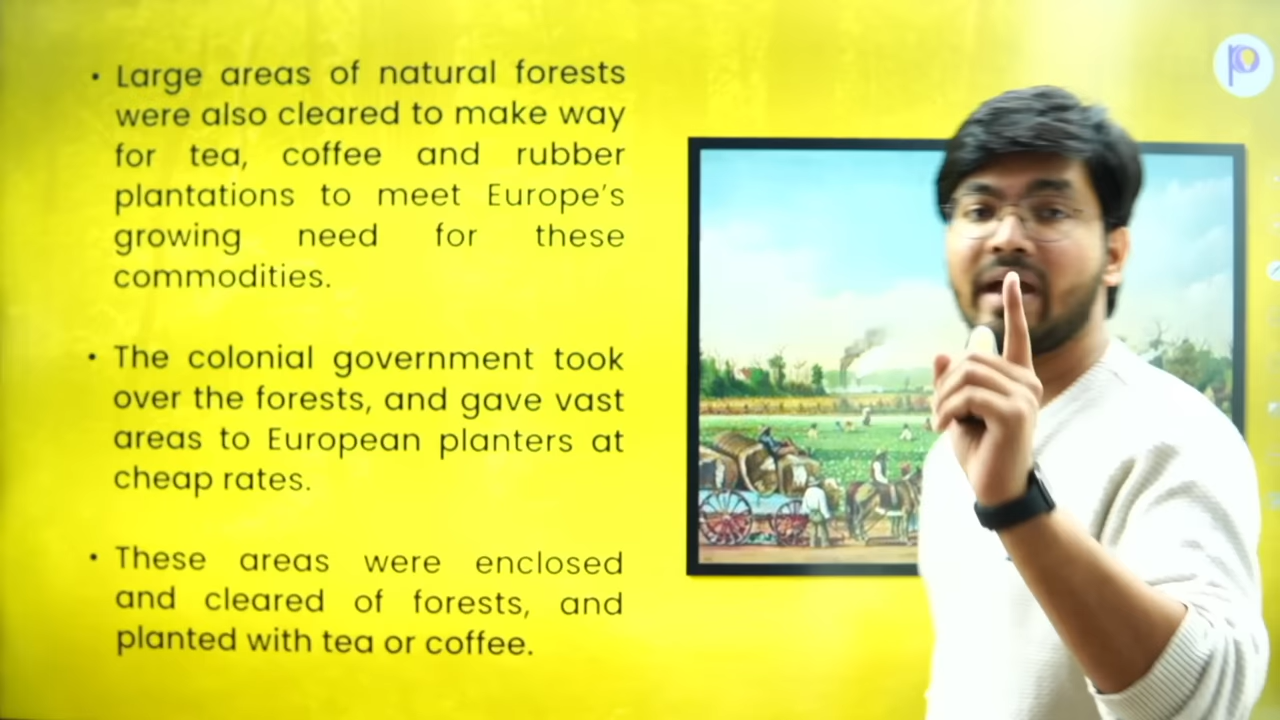 • Large areas of natural forests
were also cleared to make way
for tea, coffee and rubber
plantations to meet Europe's
growing need for these
commodities.
• The colonial government took
over the forests, and gave vast
areas to European planters at
cheap rates.
• These areas were enclosed
and cleared of forests, and
planted with tea or coffee.